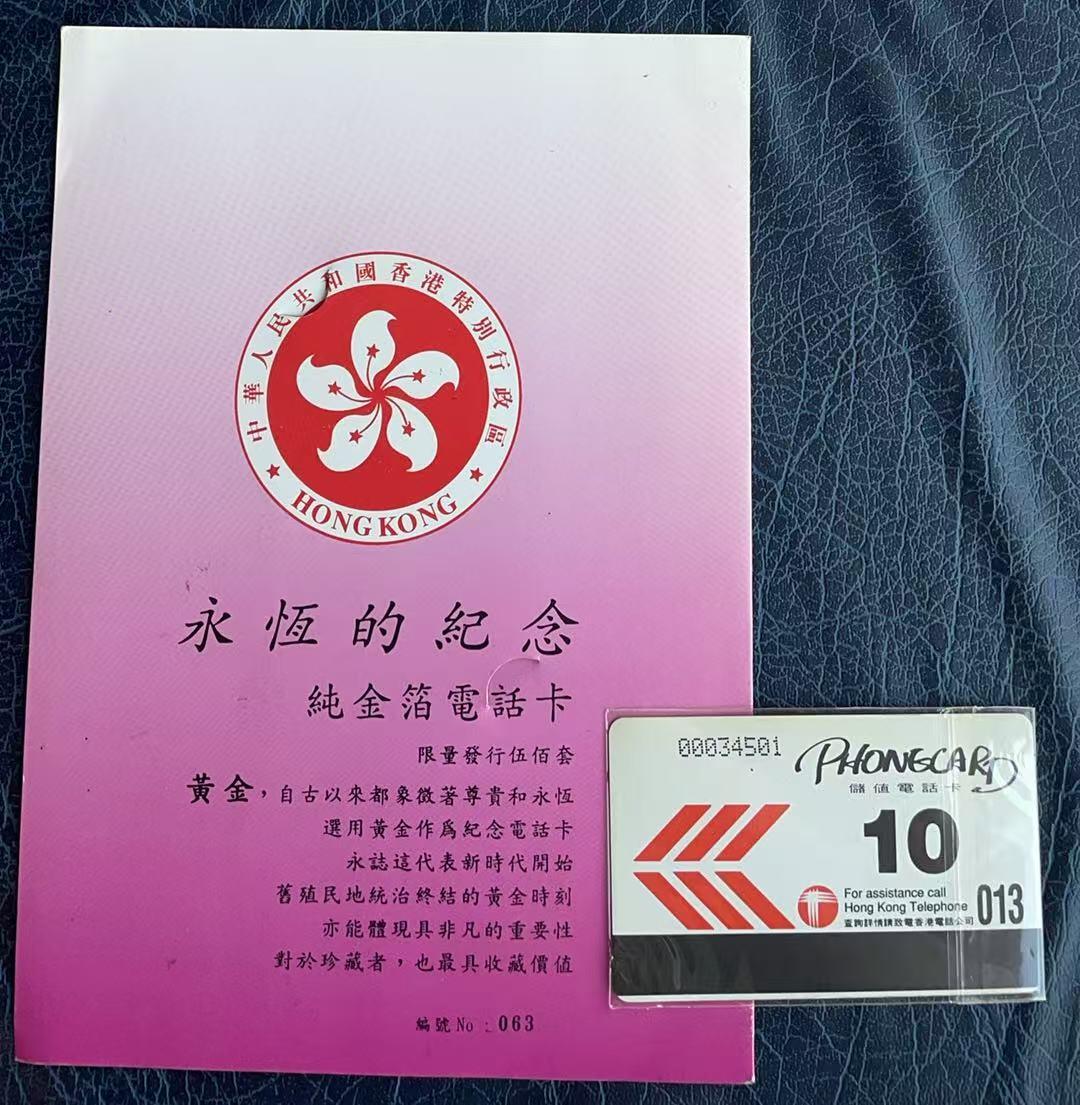 中華人民共和國香港特別行政區
HONG KONG
永恆的紀念
純金箔電話卡
限量發行伍佰套
黃金，自古以來都象徵著尊貴和永恆
選用黃金作爲紀念電話卡
永誌這代表新時代開始
舊殖民地統治終結的黃金時刻
亦能體現具非凡的重要性
對於珍藏者，也最具收藏價值
編號 No : 063
00034501
PHONECARD
儲值電話卡
10
For assistance call
Hong Kong Telephone
查詢詳情請致電香港電話公司
013